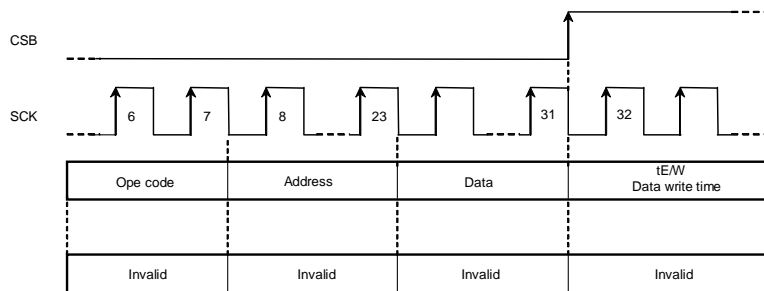 CSB
SCK
6 7 8 23 31 32
Ope code Address Data tE/W
Data write time
Invalid Invalid Invalid Invalid